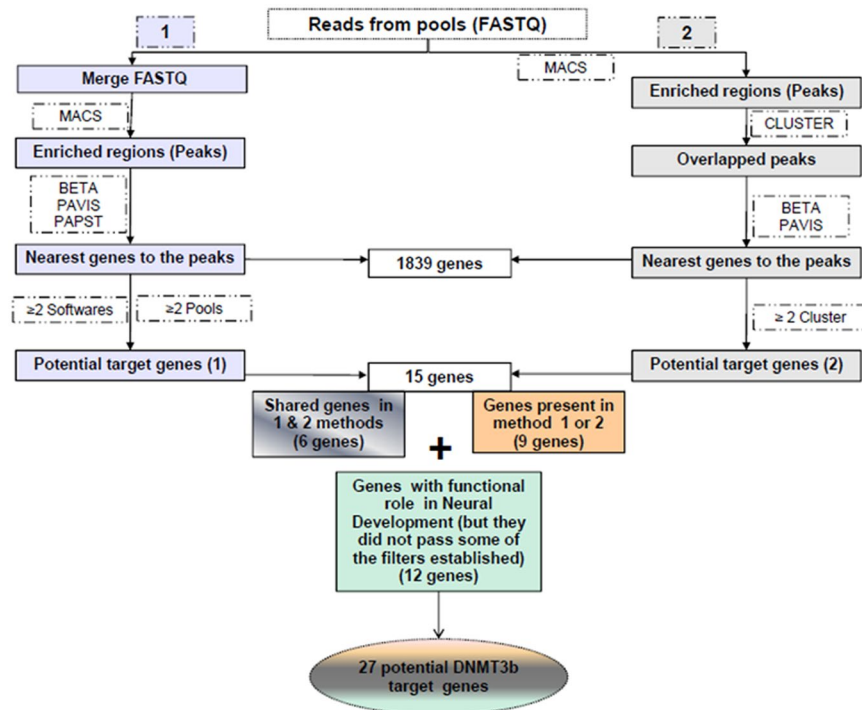 Reads from pools (FASTQ)
1
2
Merge FASTQ
MACS
MACS
Enriched regions (Peaks)
CLUSTER
Enriched regions (Peaks)
Overlapped peaks
BETA
PAVIS
PAPST
BETA
PAVIS
Nearest genes to the peaks
1839 genes
Nearest genes to the peaks
≥2 Softwares
≥2 Pools
≥ 2 Cluster
Potential target genes (1)
15 genes
Potential target genes (2)
Shared genes in
1 & 2 methods
(6 genes)
+
Genes present in
method 1 or 2
(9 genes)
Genes with functional
role in Neural
Development (but they
did not pass some of
the filters established)
(12 genes)
27 potential DNMT3b
target genes